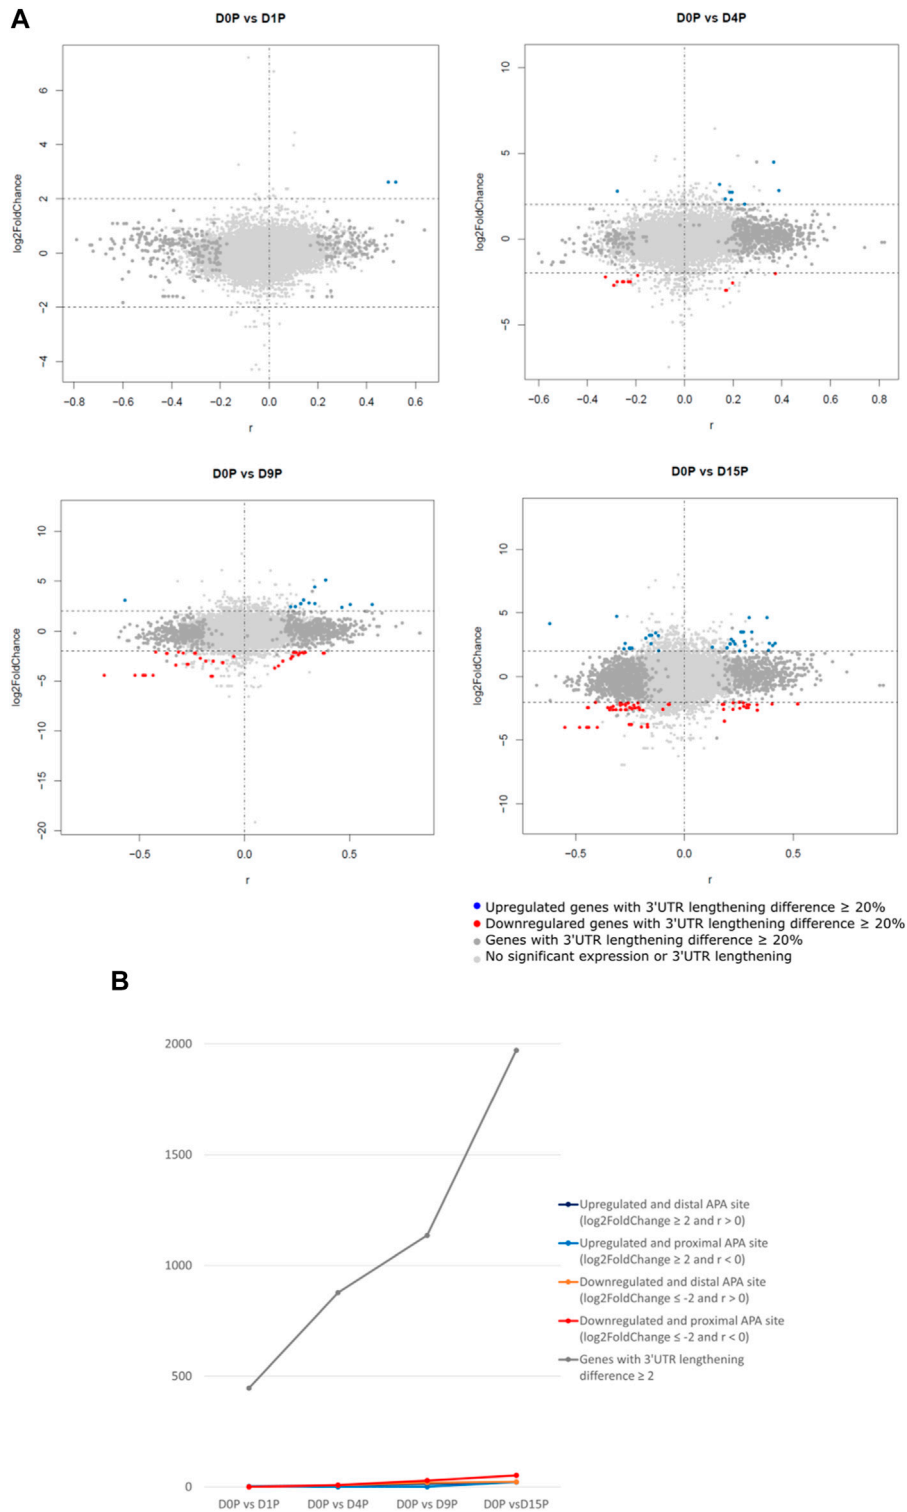 A
D0P vs D1P
log2FoldChance
6
4
2
0
−2
−4
−0.8
−0.6
−0.4
−0.2
0.0
0.2
0.4
0.6
r
D0P vs D4P
log2FoldChance
10
5
0
−5
−0.6
−0.4
−0.2
0.0
0.2
0.4
0.6
0.8
r
D0P vs D9P
log2FoldChance
10
5
0
−5
−10
−15
−20
−0.5
0.0
0.5
r
D0P vs D15P
log2FoldChance
10
5
0
−5
−10
−0.5
0.0
0.5
r
Upregulated genes with 3'UTR lengthening difference ≥ 20%
Downregulared genes with 3'UTR lengthening difference ≥ 20%
Genes with 3'UTR lengthening difference ≥ 20%
No significant expression or 3'UTR lengthening
B
2000
1500
1000
500
0
D0P vs D1P
D0P vs D4P
D0P vs D9P
D0P vsD15P
Upregulated and distal APA site
(log2FoldChange ≥ 2 and r > 0)
Upregulated and proximal APA site
(log2FoldChange ≥ 2 and r < 0)
Downregulated and distal APA site
(log2FoldChange ≤ -2 and r > 0)
Downregulated and proximal APA site
(log2FoldChange ≤ -2 and r < 0)
Genes with 3'UTR lengthening
difference ≥ 2